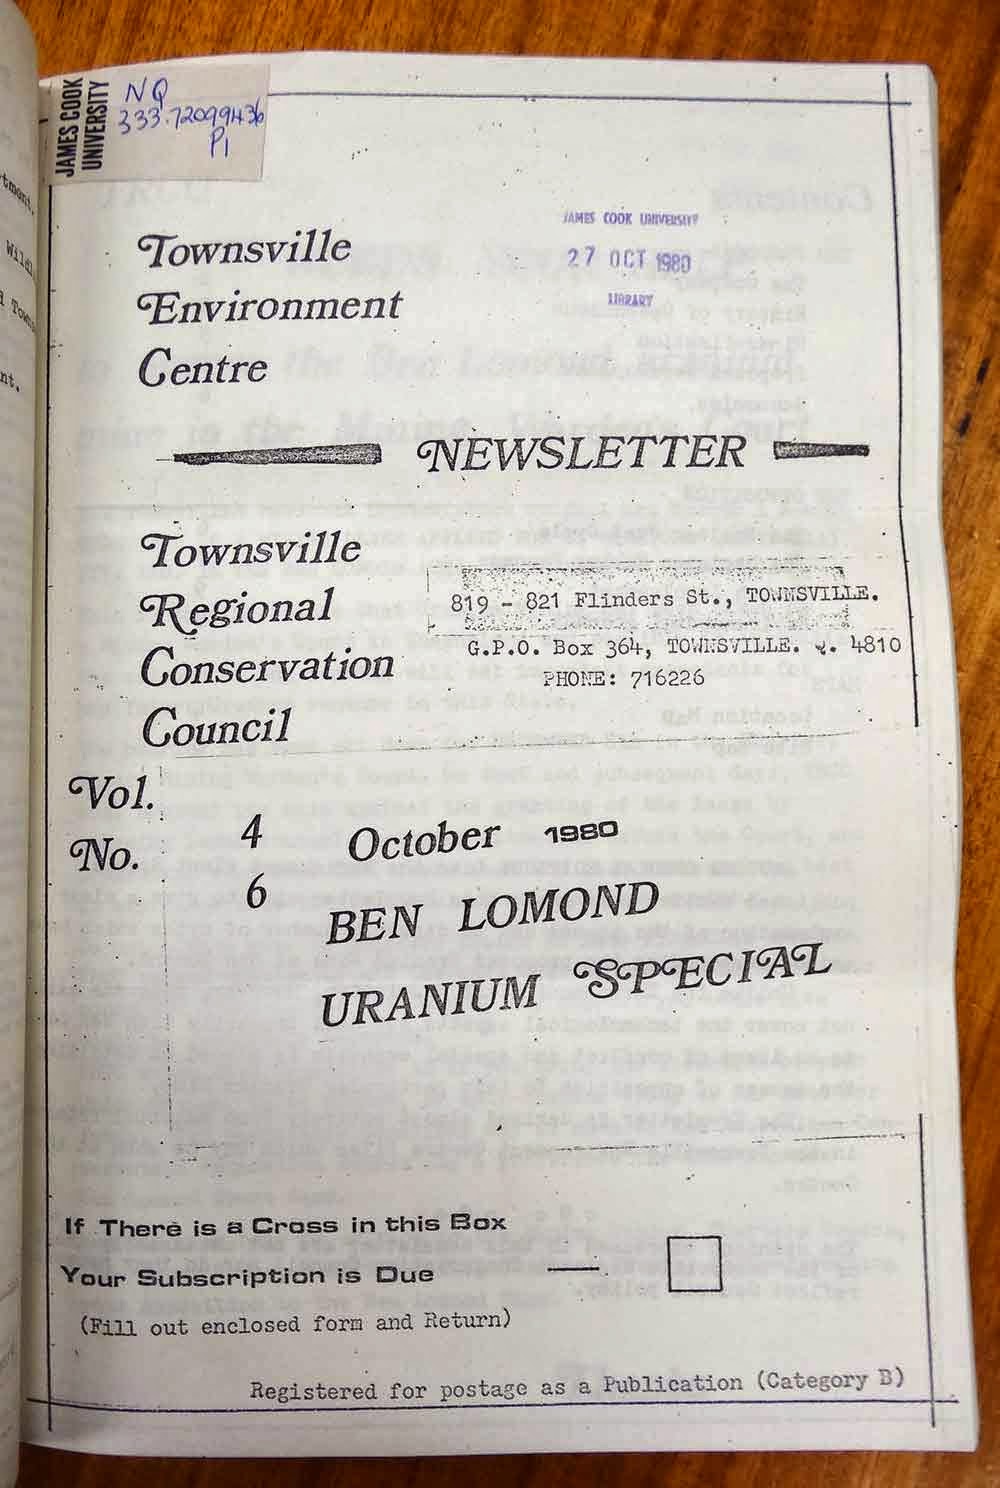 JAMES COOK
UNIVERSITY
NQ
333.72099436
P1
JAMES COOK UNIVERSITY
27 OCT 1980
LIBRARY
Townsville
Environment
Centre
NEWSLETTER
Townsville
Regional
Conservation
Council
819 - 821 Flinders St., TOWNSVILLE.
G.P.O. Box 364, TOWNSVILLE. Q. 4810
PHONE: 716226
Vol. 4 October 1980
No. 6
BEN LOMOND
URANIUM SPECIAL
If There is a Cross in this Box
Your Subscription is Due
(Fill out enclosed form and Return)
Registered for postage as a Publication (Category B)